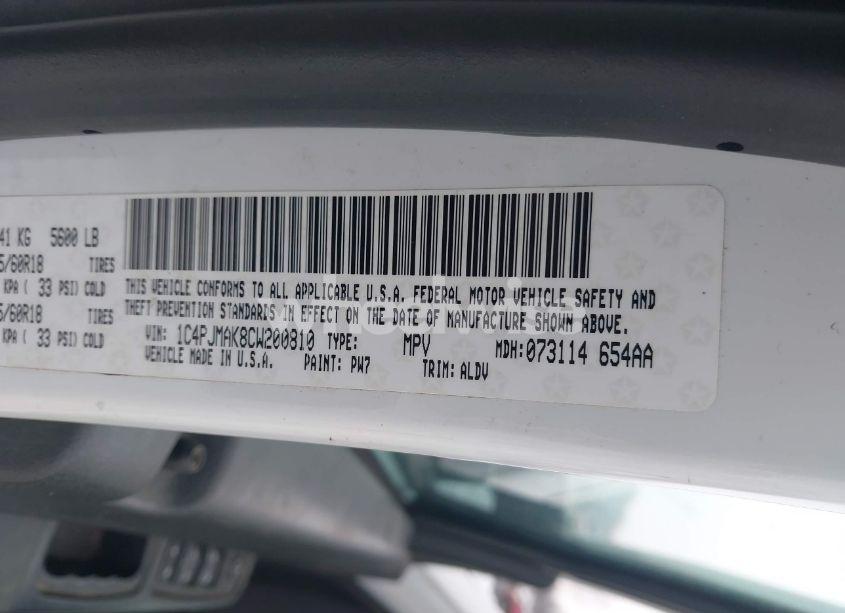 41 KG 5600 LB
5/60R18 TIRES
KPA ( 33 PSI) COLD
5/60R18 TIRES
KPA ( 33 PSI) COLD
THIS VEHICLE CONFORMS TO ALL APPLICABLE U.S.A. FEDERAL MOTOR VEHICLE SAFETY AND
THEFT PREVENTION STANDARDS IN EFFECT ON THE DATE OF MANUFACTURE SHOWN ABOVE.
VIN: 1C4PJMAK8CW200810 TYPE: MPV MDH:073114 654AA
VEHICLE MADE IN U.S.A. PAINT: PW7 TRIM: ALDV